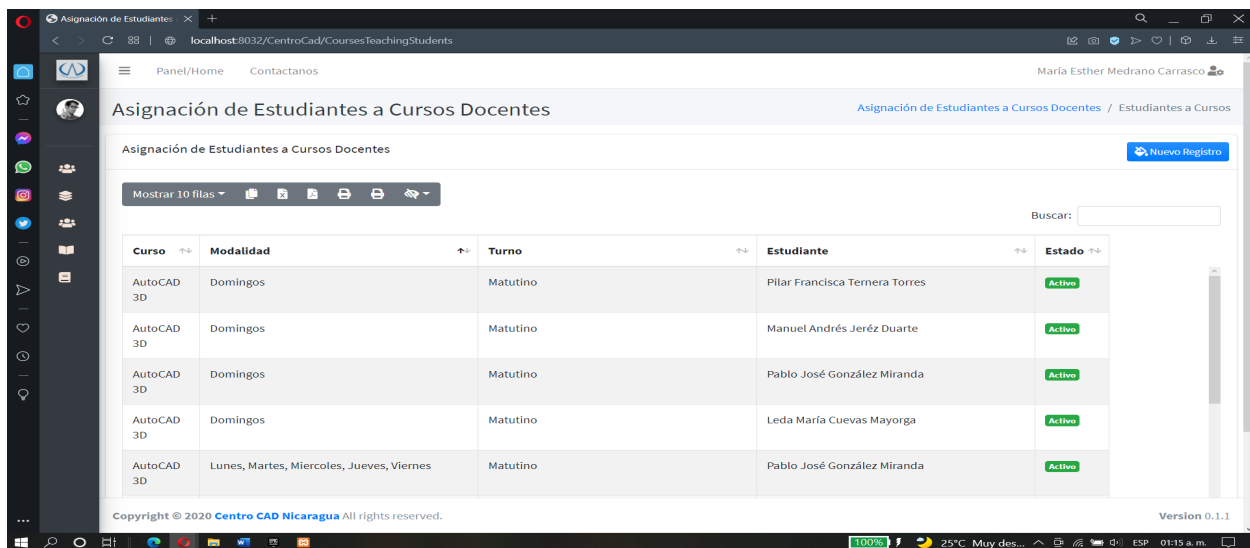 Asignación de Estudiantes
localhost:8032/CentroCad/CoursesTeachingStudents
Panel/Home Contactanos María Esther Medrano Carrasco
Asignación de Estudiantes a Cursos Docentes Asignación de Estudiantes a Cursos Docentes / Estudiantes a Cursos
Asignación de Estudiantes a Cursos Docentes Nuevo Registro
Mostrar 10 filas
Buscar:
Curso Modalidad Turno Estudiante Estado
AutoCAD 3D Domingos Matutino Pilar Francisca Ternera Torres Activo
AutoCAD 3D Domingos Matutino Manuel Andrés Jeréz Duarte Activo
AutoCAD 3D Domingos Matutino Pablo José González Miranda Activo
AutoCAD 3D Domingos Matutino Leda María Cuevas Mayorga Activo
AutoCAD 3D Lunes, Martes, Miercoles, Jueves, Viernes Matutino Pablo José González Miranda Activo
Copyright © 2020 Centro CAD Nicaragua All rights reserved. Version 0.1.1
100% 25°C Muy des... ESP 01:15 a. m.